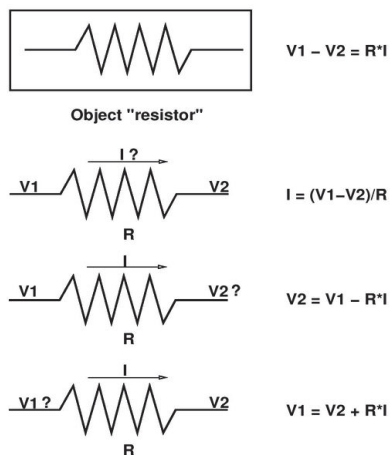 V1 − V2 = R*I
Object "resistor"
I ?
V1 V2 I = (V1−V2)/R
R
I
V1 V2 ? V2 = V1 − R*I
R
I
V1 ? V2 V1 = V2 + R*I
R